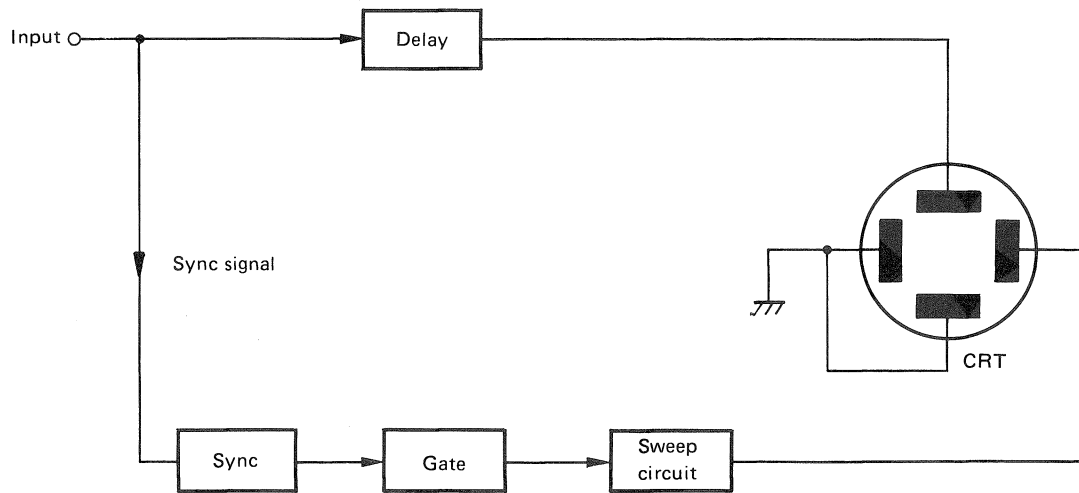 Input
Delay
Sync signal
CRT
Sync
Gate
Sweep
circuit